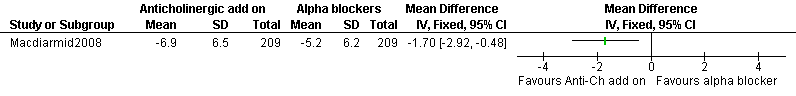 Anticholinergic add on Alpha blockers Mean Difference Mean Difference
Study or Subgroup Mean SD Total Mean SD Total IV, Fixed, 95% CI IV, Fixed, 95% CI
Macdiarmid2008 -6.9 6.5 209 -5.2 6.2 209 -1.70 [-2.92, -0.48]
-4 -2 0 2 4
Favours Anti-Ch add on Favours alpha blocker